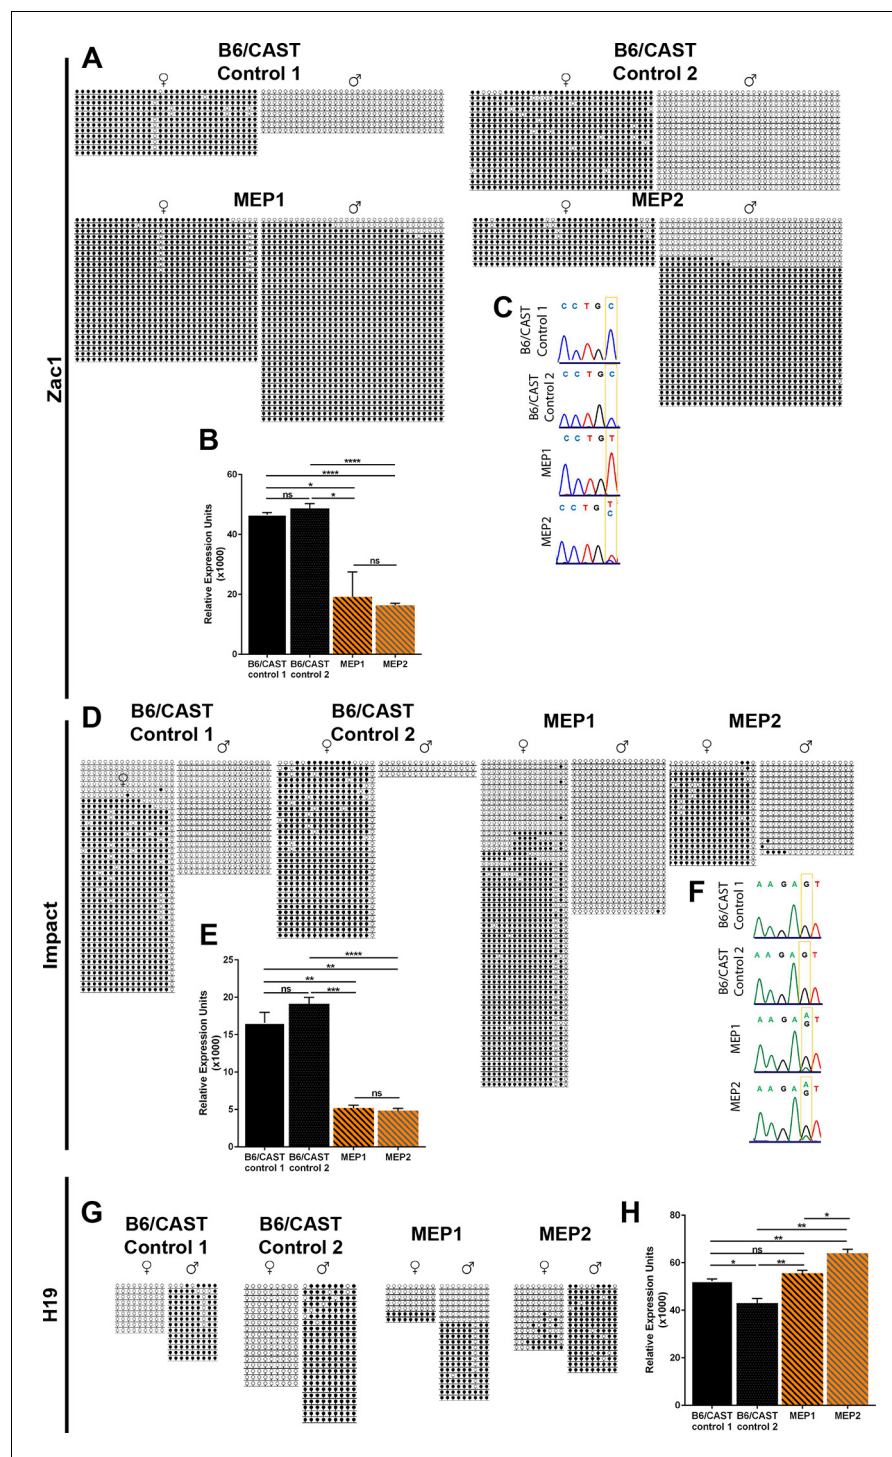 A
B6/CAST
Control 1
♀ ♂
B6/CAST
Control 2
♀ ♂
MEP1
♀ ♂
MEP2
♀ ♂
Zac1
C
B6/CAST
Control 1
C C T G C
B6/CAST
Control 2
C C T G C
MEP1
C C T G T
MEP2
C C T G T
C
B
Relative Expression Units
(x1000)
60
40
20
0
****
****
*
ns *
ns
B6/CAST
control 1
B6/CAST
control 2
MEP1
MEP2
D
B6/CAST
Control 1
♀ ♂
B6/CAST
Control 2
♀ ♂
MEP1
♀ ♂
MEP2
♀ ♂
Impact
F
B6/CAST
Control 1
A A G A G T
B6/CAST
Control 2
A A G A G T
MEP1
A A G A A T
G
MEP2
A A G A A T
G
E
Relative Expression Units
(x1000)
25
20
15
10
5
0
****
**
**
ns ***
ns
B6/CAST
control 1
B6/CAST
control 2
MEP1
MEP2
G
B6/CAST
Control 1
♀ ♂
B6/CAST
Control 2
♀ ♂
MEP1
♀ ♂
MEP2
♀ ♂
H19
H
Relative Expression Units
(x1000)
80
60
40
20
0
*
**
**
ns
* **
B6/CAST
control 1
B6/CAST
control 2
MEP1
MEP2